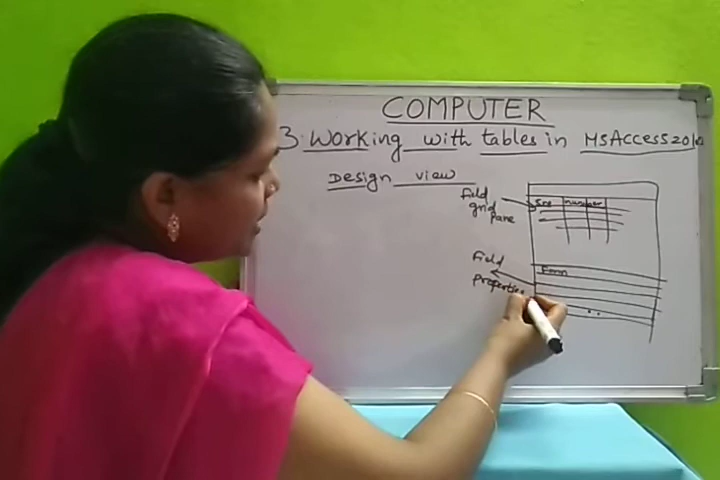 COMPUTER
3. Working with tables in MSAccess2010
Design view
field
grid
pane
field
properties